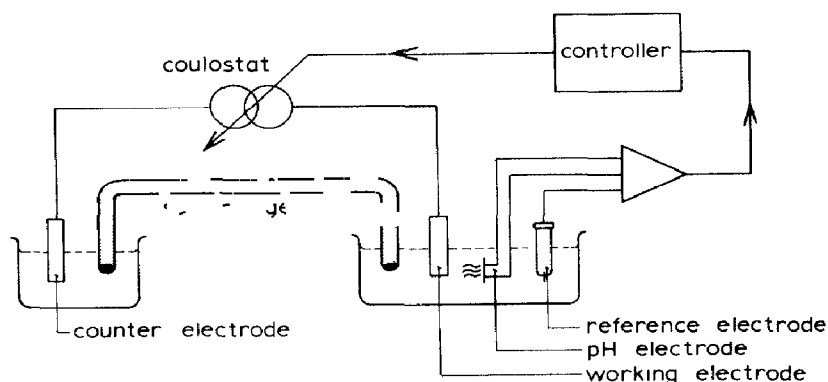 controller
coulostat
counter electrode
reference electrode
pH electrode
working electrode